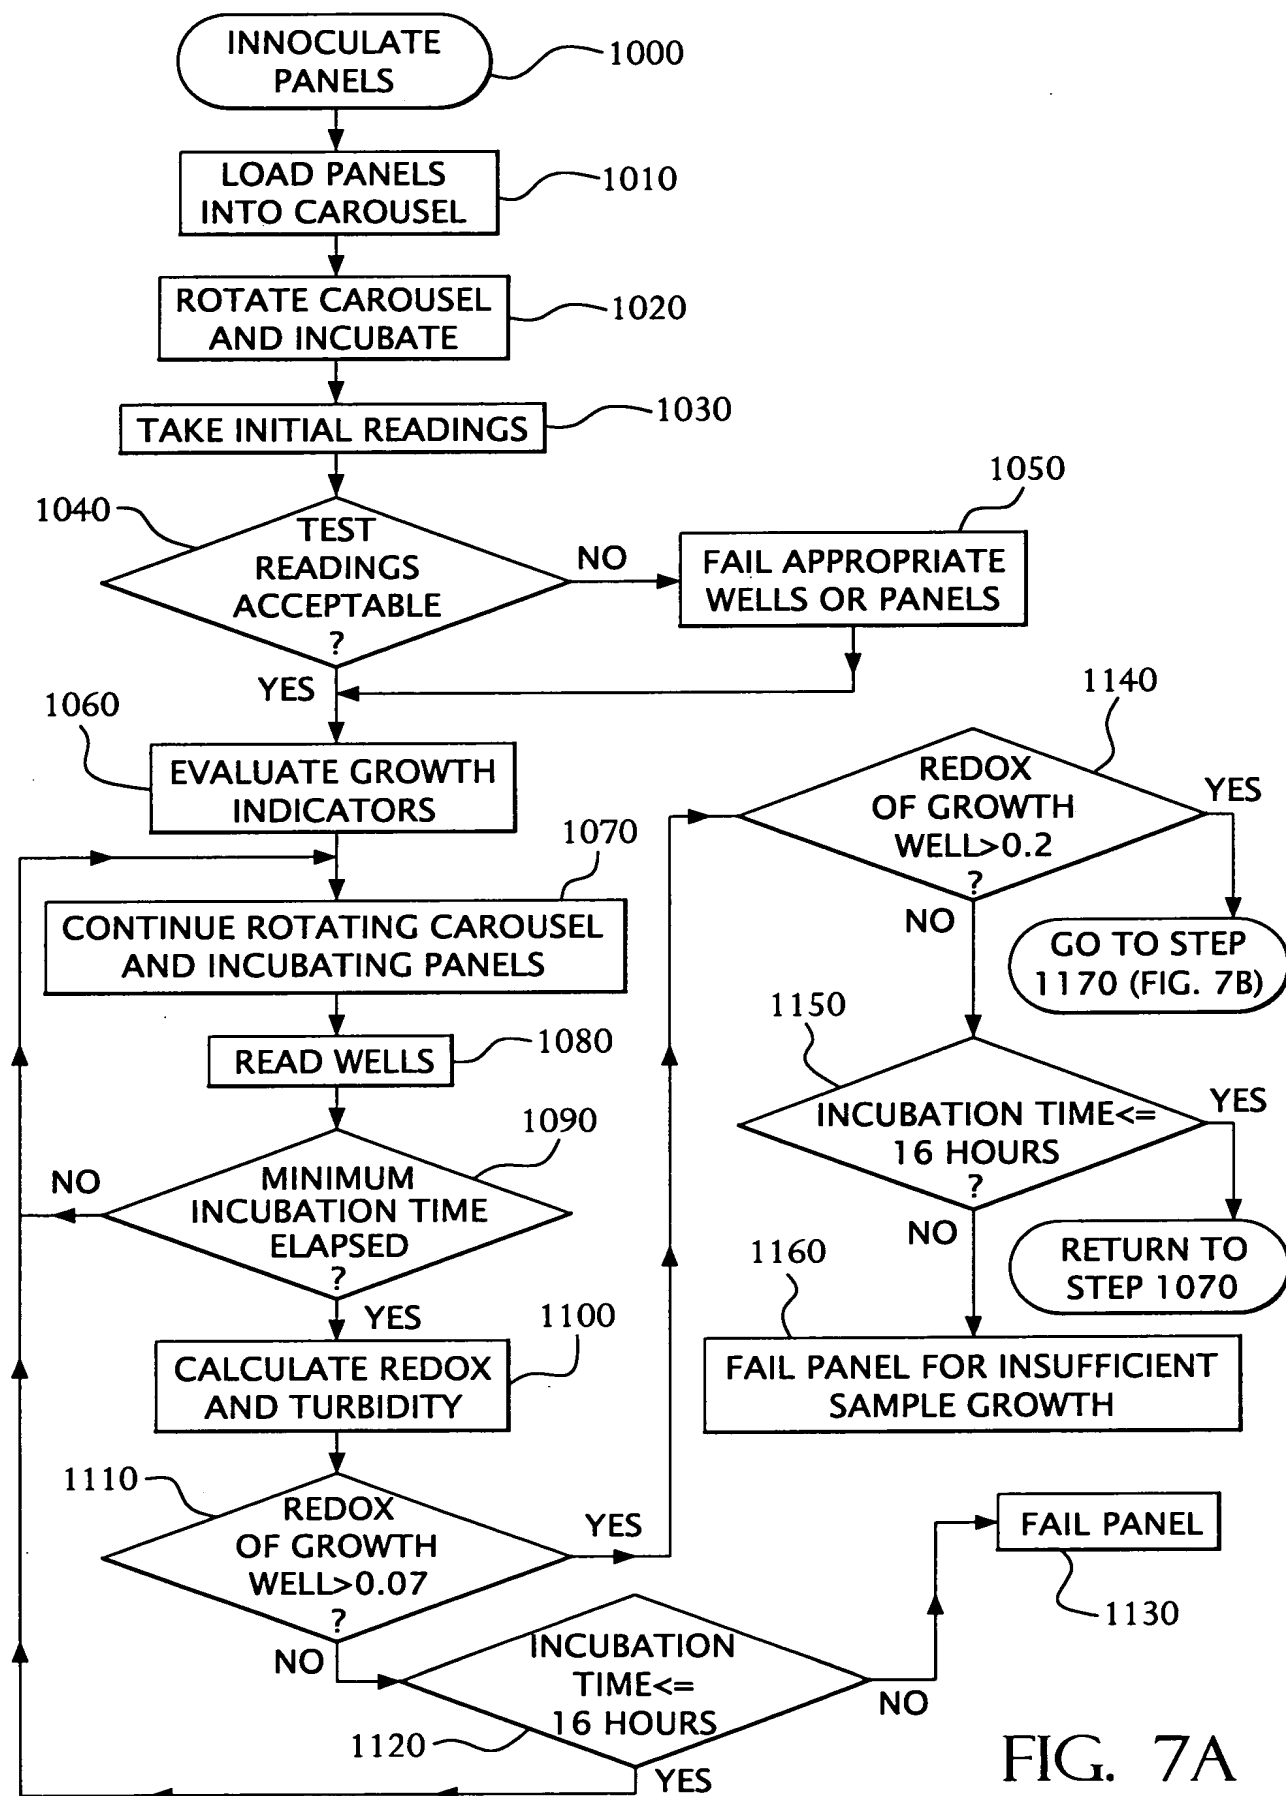 INNOCULATE
PANELS
1000
LOAD PANELS
INTO CAROUSEL
1010
ROTATE CAROUSEL
AND INCUBATE
1020
TAKE INITIAL READINGS
1030
1040
TEST
READINGS
ACCEPTABLE
?
NO
YES
1050
FAIL APPROPRIATE
WELLS OR PANELS
1060
EVALUATE GROWTH
INDICATORS
1070
CONTINUE ROTATING CAROUSEL
AND INCUBATING PANELS
READ WELLS
1080
1090
MINIMUM
INCUBATION TIME
ELAPSED
?
NO
YES
1100
CALCULATE REDOX
AND TURBIDITY
1110
REDOX
OF GROWTH
WELL>0.07
?
YES
NO
INCUBATION
TIME<=
16 HOURS
1120
NO
YES
FAIL PANEL
1130
1140
REDOX
OF GROWTH
WELL>0.2
?
YES
NO
GO TO STEP
1170 (FIG. 7B)
1150
INCUBATION TIME<=
16 HOURS
?
YES
NO
RETURN TO
STEP 1070
1160
FAIL PANEL FOR INSUFFICIENT
SAMPLE GROWTH
FIG. 7A